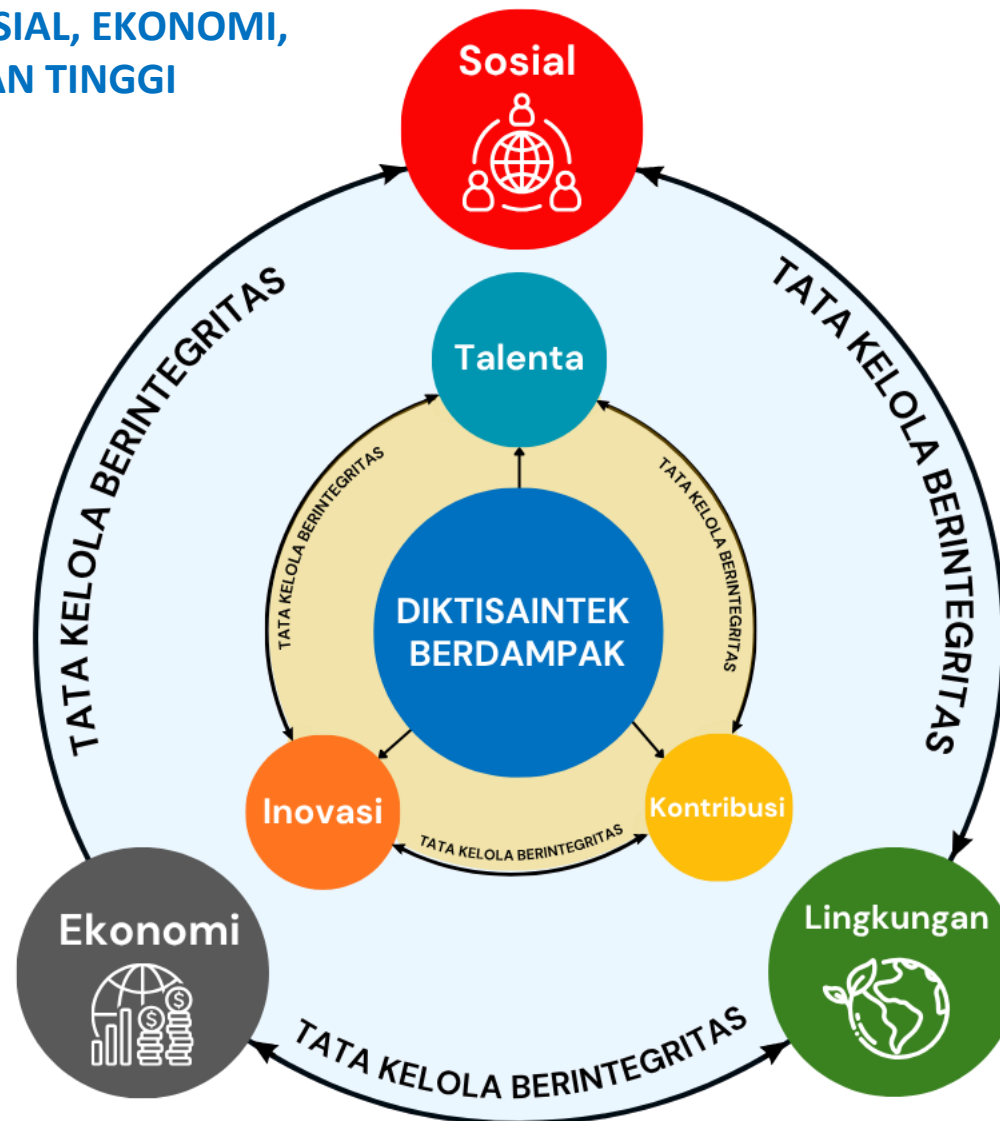 SIAL, EKONOMI,
AN TINGGI
Sosial
TATA KELOLA BERINTEGRITAS
TATA KELOLA BERINTEGRITAS
Talenta
TATA KELOLA BERINTEGRITAS
TATA KELOLA BERINTEGRITAS
DIKTISAINTEK
BERDAMPAK
Inovasi
Kontribusi
TATA KELOLA BERINTEGRITAS
Ekonomi
Lingkungan
TATA KELOLA BERINTEGRITAS